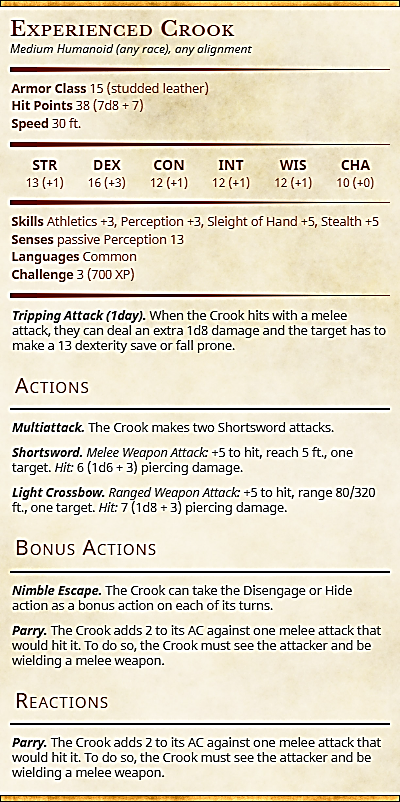 Experienced Crook
Medium Humanoid (any race), any alignment
Armor Class 15 (studded leather)
Hit Points 38 (7d8 + 7)
Speed 30 ft.
STR DEX CON INT WIS CHA
13 (+1) 16 (+3) 12 (+1) 12 (+1) 12 (+1) 10 (+0)
Skills Athletics +3, Perception +3, Sleight of Hand +5, Stealth +5
Senses passive Perception 13
Languages Common
Challenge 3 (700 XP)
Tripping Attack (1day). When the Crook hits with a melee
attack, they can deal an extra 1d8 damage and the target has to
make a 13 dexterity save or fall prone.
Actions
Multiattack. The Crook makes two Shortsword attacks.
Shortsword. Melee Weapon Attack: +5 to hit, reach 5 ft., one
target. Hit: 6 (1d6 + 3) piercing damage.
Light Crossbow. Ranged Weapon Attack: +5 to hit, range 80/320
ft., one target. Hit: 7 (1d8 + 3) piercing damage.
Bonus Actions
Nimble Escape. The Crook can take the Disengage or Hide
action as a bonus action on each of its turns.
Parry. The Crook adds 2 to its AC against one melee attack that
would hit it. To do so, the Crook must see the attacker and be
wielding a melee weapon.
Reactions
Parry. The Crook adds 2 to its AC against one melee attack that
would hit it. To do so, the Crook must see the attacker and be
wielding a melee weapon.